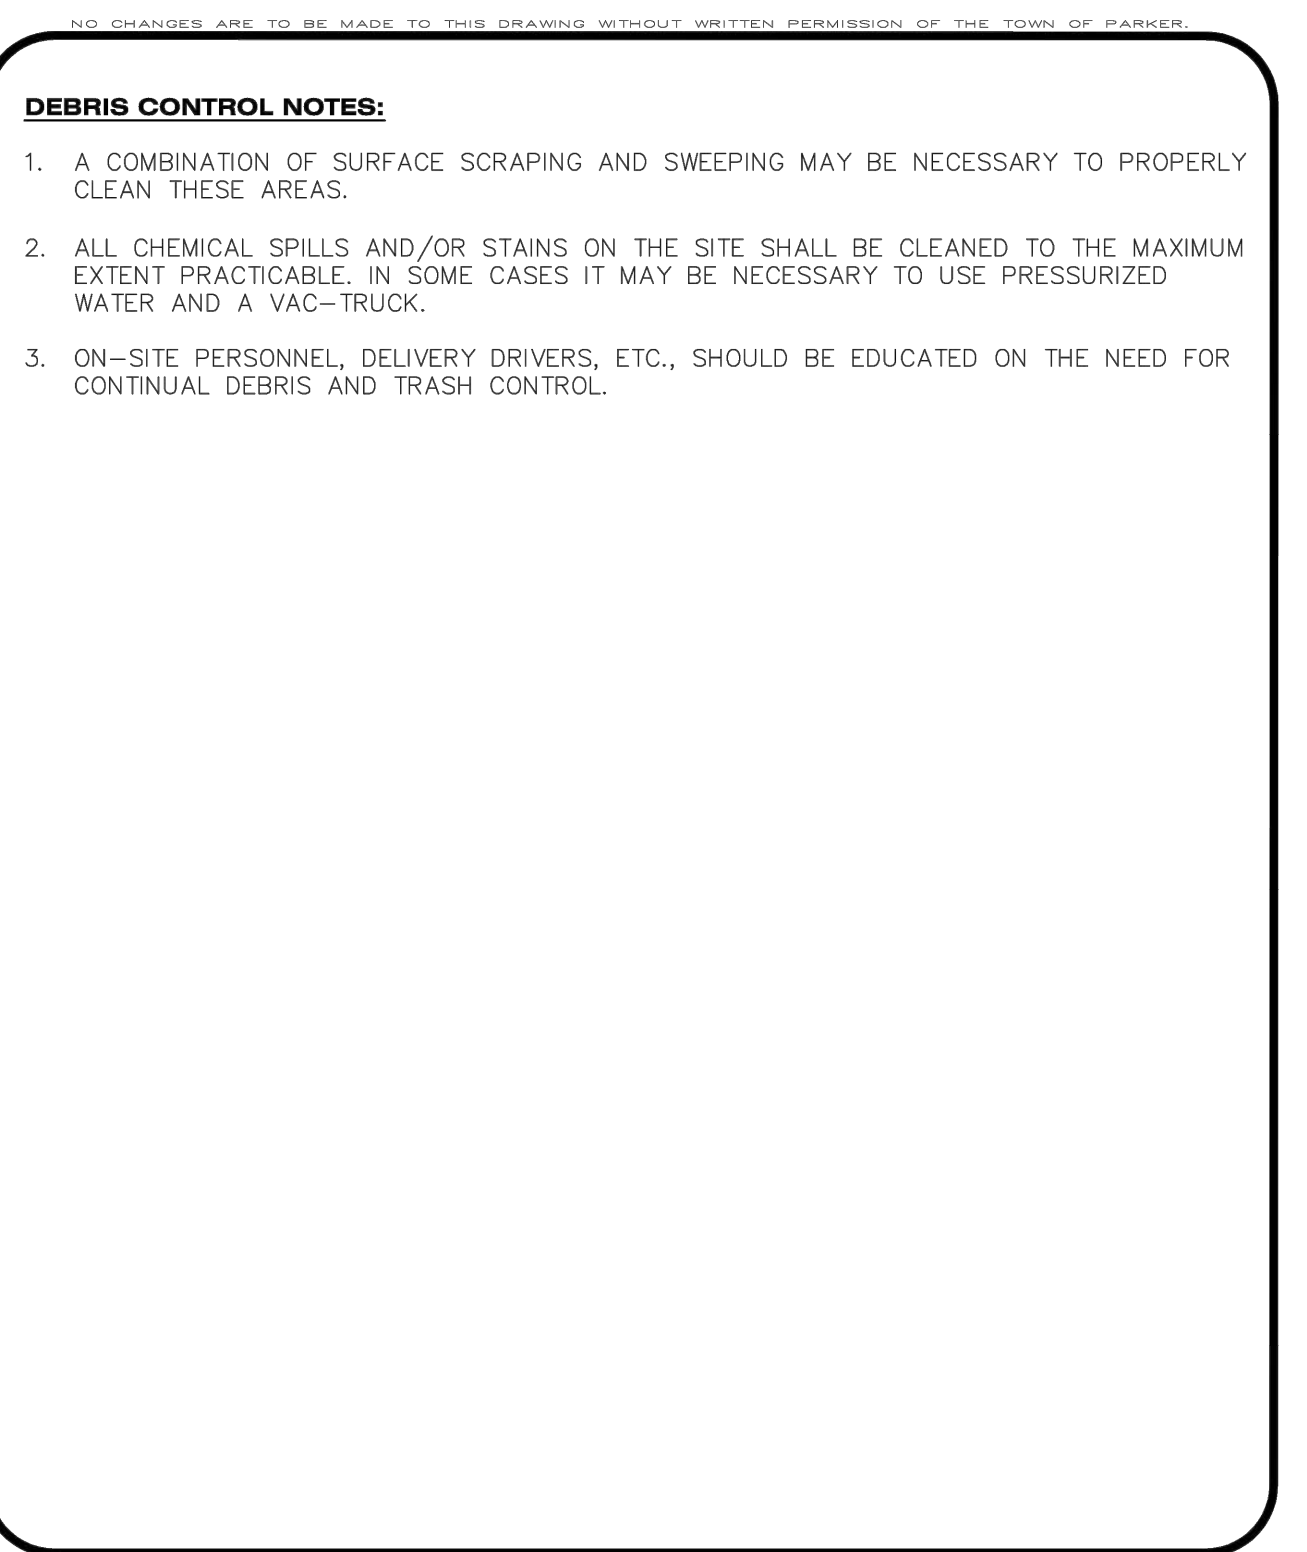 NO CHANGES ARE TO BE MADE TO THIS DRAWING WITHOUT WRITTEN PERMISSION OF THE TOWN OF PARKER.
DEBRIS CONTROL NOTES:
1. A COMBINATION OF SURFACE SCRAPING AND SWEEPING MAY BE NECESSARY TO PROPERLY
CLEAN THESE AREAS.
2. ALL CHEMICAL SPILLS AND/OR STAINS ON THE SITE SHALL BE CLEANED TO THE MAXIMUM
EXTENT PRACTICABLE. IN SOME CASES IT MAY BE NECESSARY TO USE PRESSURIZED
WATER AND A VAC-TRUCK.
3. ON-SITE PERSONNEL, DELIVERY DRIVERS, ETC., SHOULD BE EDUCATED ON THE NEED FOR
CONTINUAL DEBRIS AND TRASH CONTROL.